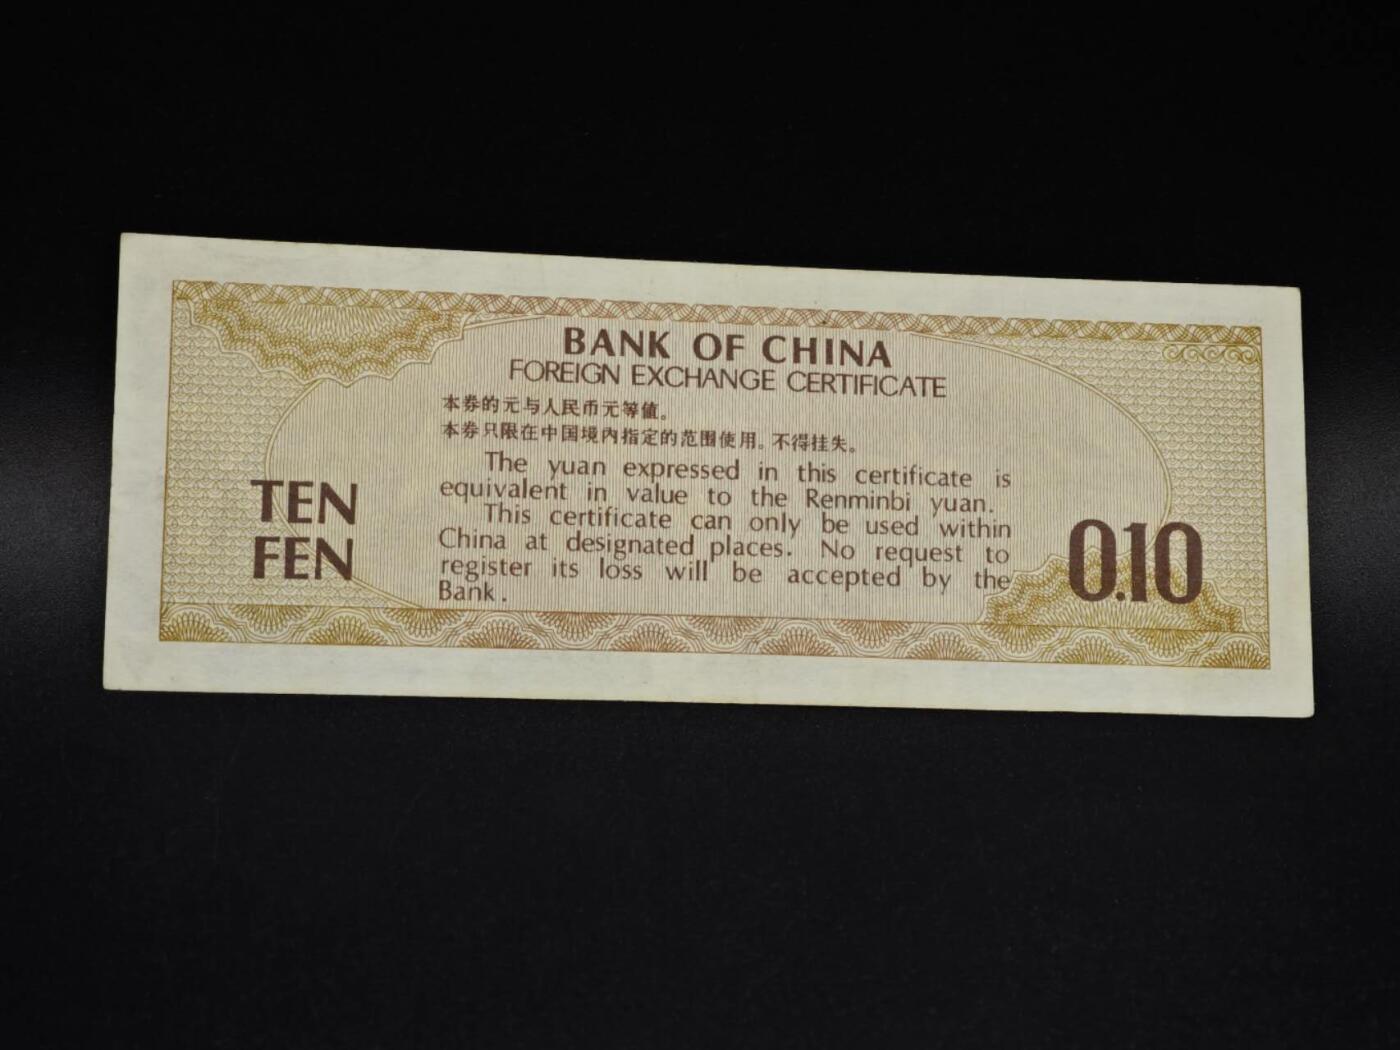 BANK OF CHINA
FOREIGN EXCHANGE CERTIFICATE
本券的元与人民币元等值。
本券只限在中国境内指定的范围使用。不得挂失。
The yuan expressed in this certificate is
equivalent in value to the Renminbi yuan.
This certificate can only be used within
China at designated places. No request to
register its loss will be accepted by the
Bank.
TEN
FEN
0.10